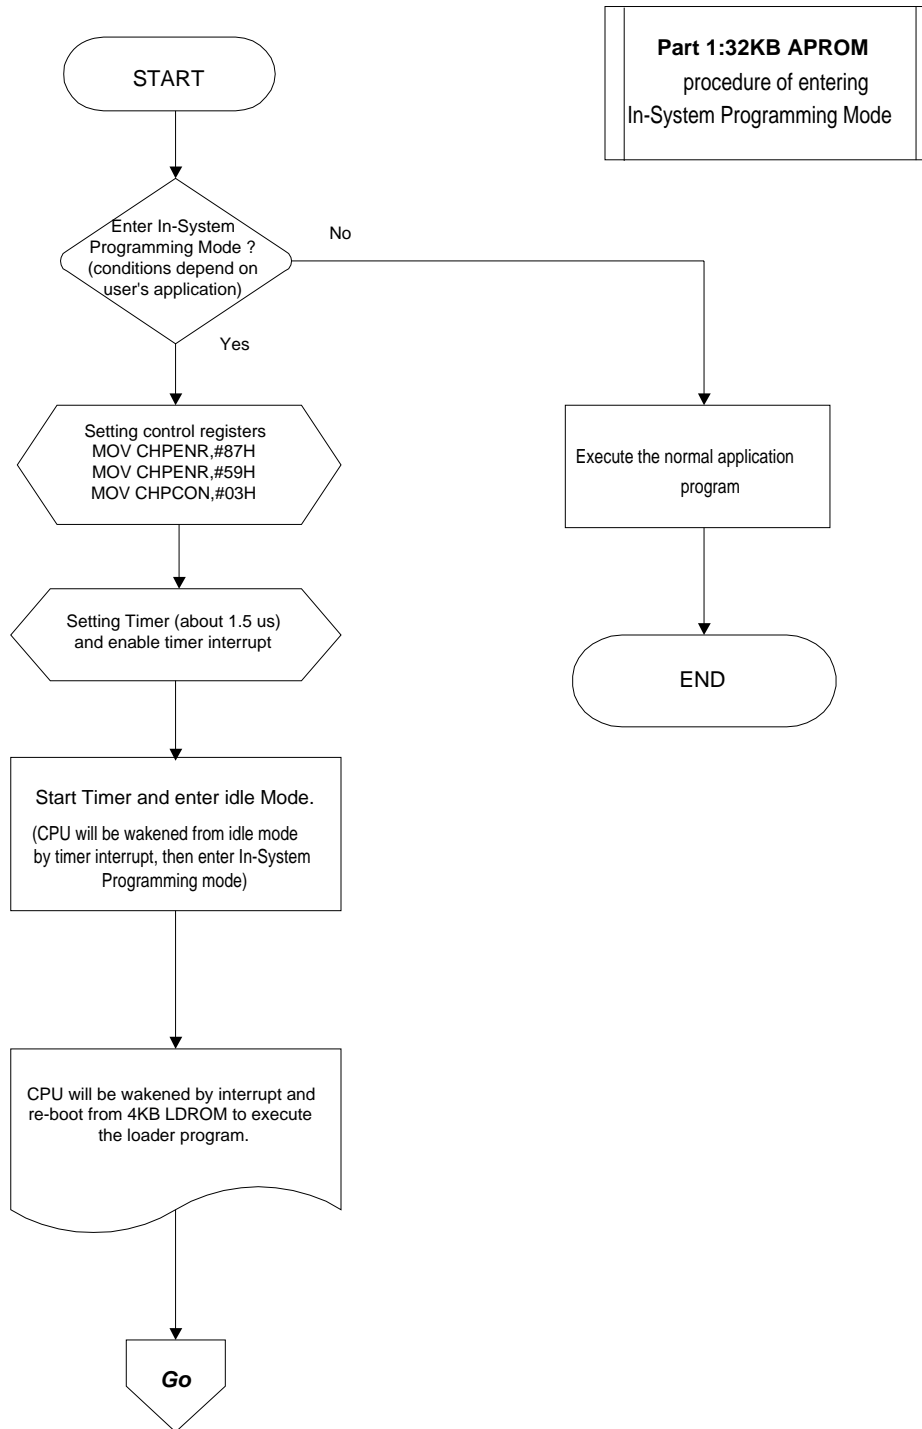 Part 1:32KB APROM
procedure of entering
In-System Programming Mode
START
Enter In-System
Programming Mode ?
(conditions depend on
user's application)
No
Yes
Setting control registers
MOV CHPENR,#87H
MOV CHPENR,#59H
MOV CHPCON,#03H
Execute the normal application
program
Setting Timer (about 1.5 us)
and enable timer interrupt
END
Start Timer and enter idle Mode.
(CPU will be wakened from idle mode
by timer interrupt, then enter In-System
Programming mode)
CPU will be wakened by interrupt and
re-boot from 4KB LDROM to execute
the loader program.
Go